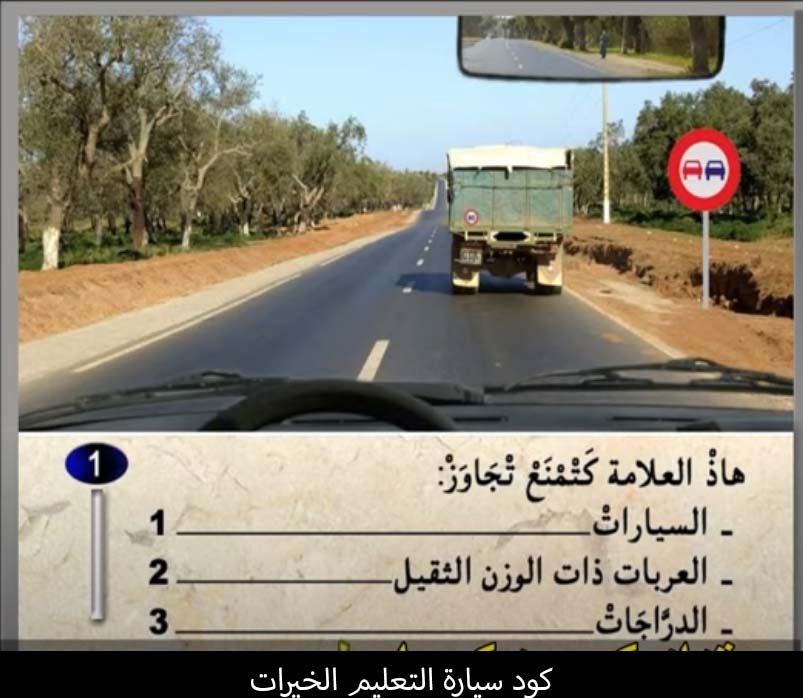 1
هاذْ العلامة كَتْمْنَعْ تْجَاوَزْ:
ـ السياراتْ 1
ـ العربات ذات الوزن الثقيل 2
ـ الدرَّاجَاتْ 3
كود سيارة التعليم الخيرات